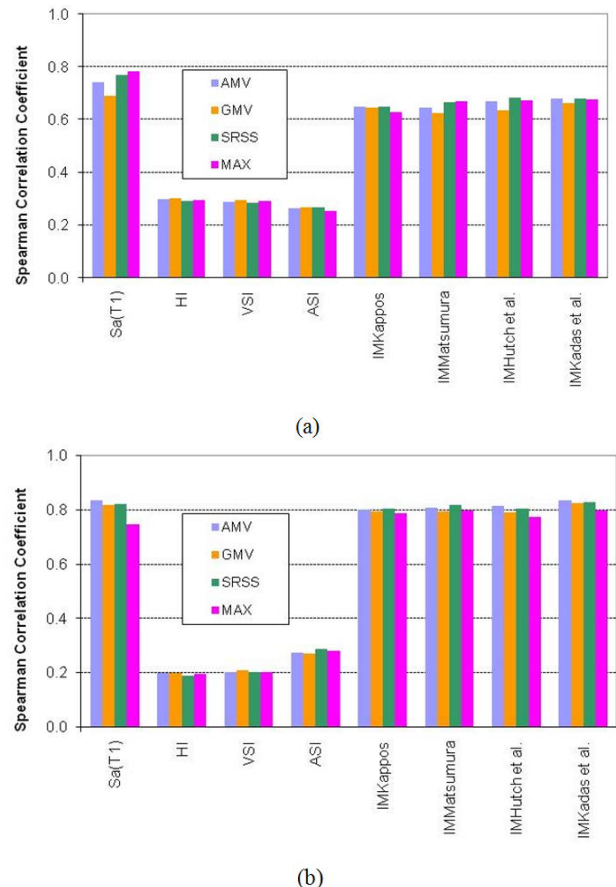 1.0
0.8
0.6
0.4
0.2
0.0
Spearman Correlation Coefficient
AMV
GMV
SRSS
MAX
Sa(T1)
HI
VSI
ASI
IMKappos
IMMatsumura
IMHutch et al.
IMKadas et al.
(a)
1.0
0.8
0.6
0.4
0.2
0.0
Spearman Correlation Coefficient
AMV
GMV
SRSS
MAX
Sa(T1)
HI
VSI
ASI
IMKappos
IMMatsumura
IMHutch et al.
IMKadas et al.
(b)